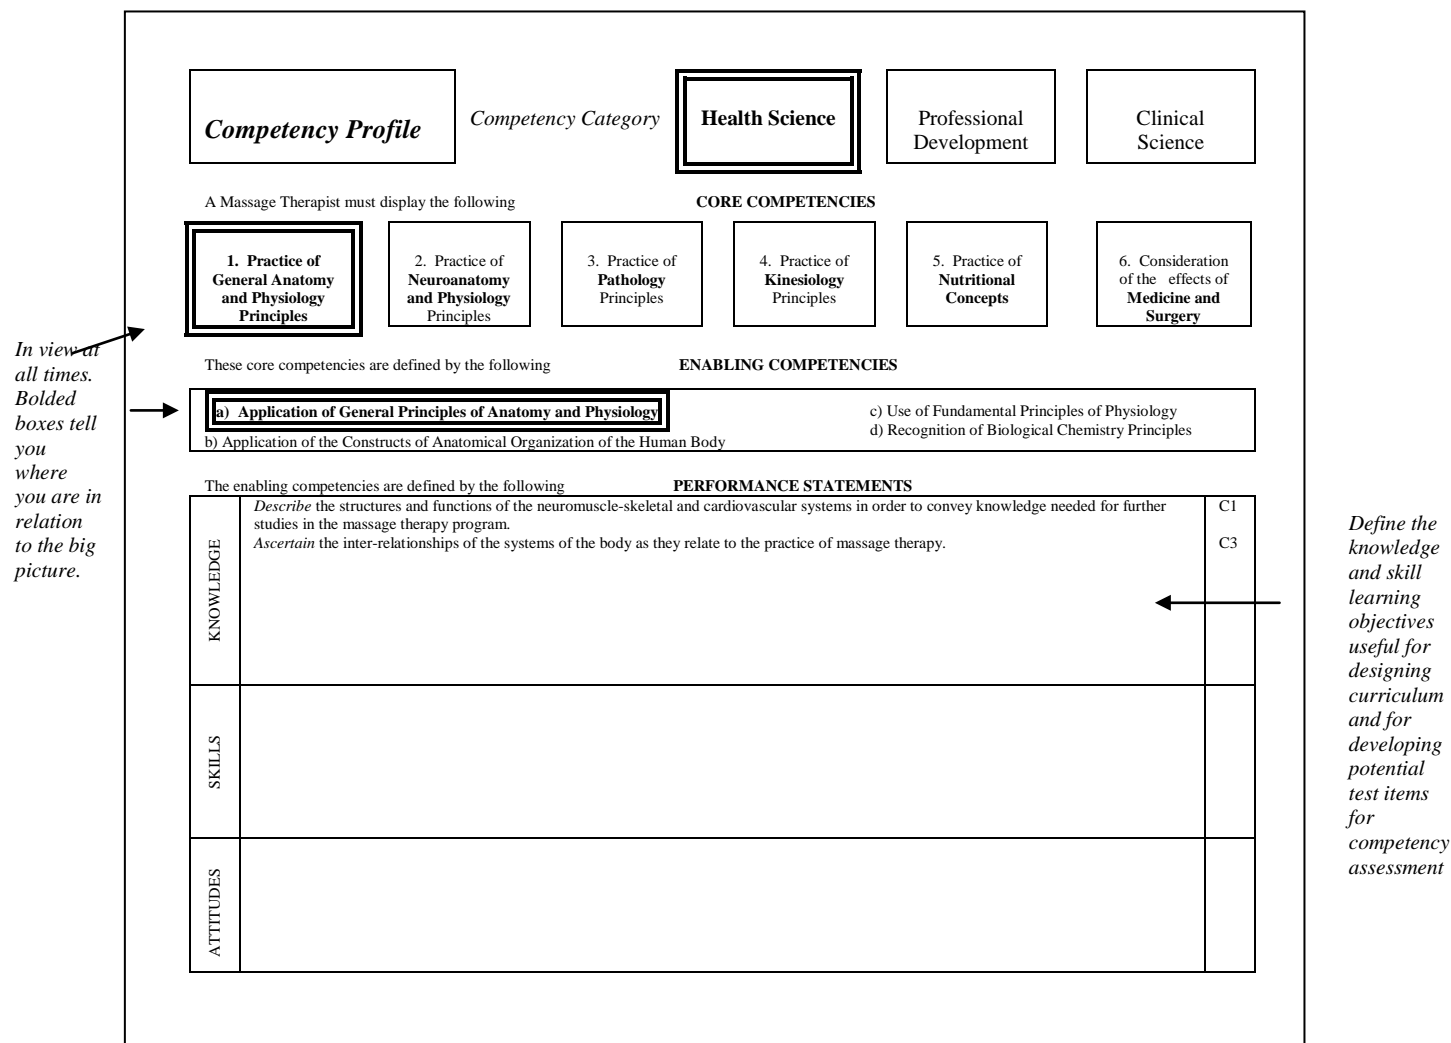 Competency Profile
Competency Category
Health Science
Professional
Development
Clinical
Science
A Massage Therapist must display the following
CORE COMPETENCIES
1. Practice of
General Anatomy
and Physiology
Principles
2. Practice of
Neuroanatomy
and Physiology
Principles
3. Practice of
Pathology
Principles
4. Practice of
Kinesiology
Principles
5. Practice of
Nutritional
Concepts
6. Consideration
of the effects of
Medicine and
Surgery
In view at
all times.
Bolded
boxes tell
you
where
you are in
relation
to the big
picture.
These core competencies are defined by the following
ENABLING COMPETENCIES
a) Application of General Principles of Anatomy and Physiology
b) Application of the Constructs of Anatomical Organization of the Human Body
c) Use of Fundamental Principles of Physiology
d) Recognition of Biological Chemistry Principles
The enabling competencies are defined by the following
PERFORMANCE STATEMENTS
KNOWLEDGE
Describe the structures and functions of the neuromuscle-skeletal and cardiovascular systems in order to convey knowledge needed for further
studies in the massage therapy program.
C1
Ascertain the inter-relationships of the systems of the body as they relate to the practice of massage therapy.
C3
SKILLS
ATTITUDES
Define the
knowledge
and skill
learning
objectives
useful for
designing
curriculum
and for
developing
potential
test items
for
competency
assessment